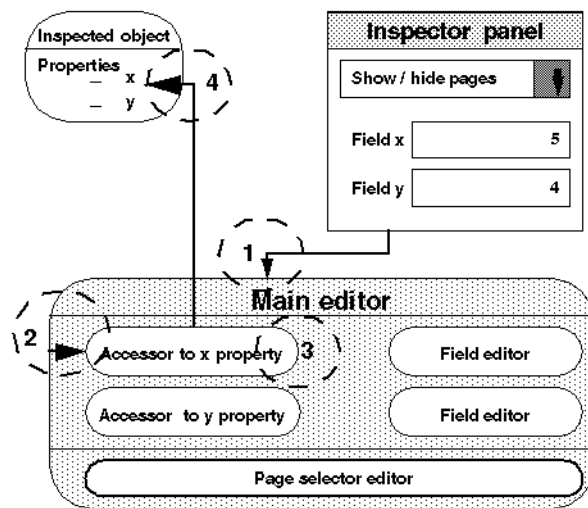 Inspected object
Properties
_ x
_ y
4
Inspector panel
Show / hide pages
Field x 5
Field y 4
1
Main editor
2
Accessor to x property
3
Field editor
Accessor to y property
Field editor
Page selector editor